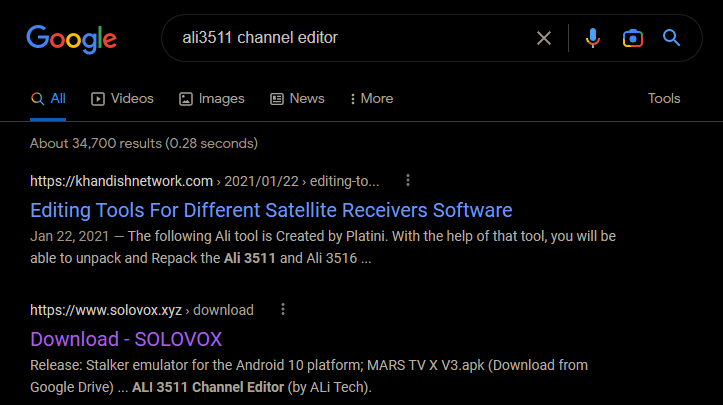 Google
ali3511 channel editor
All Videos Images News More Tools
About 34,700 results (0.28 seconds)
https://khandishnetwork.com › 2021/01/22 › editing-to...
Editing Tools For Different Satellite Receivers Software
Jan 22, 2021 — The following Ali tool is Created by Platini. With the help of that tool, you will be
able to unpack and Repack the Ali 3511 and Ali 3516 ...
https://www.solovox.xyz › download
Download - SOLOVOX
Release: Stalker emulator for the Android 10 platform; MARS TV X V3.apk (Download from
Google Drive) ... ALI 3511 Channel Editor (by ALi Tech).